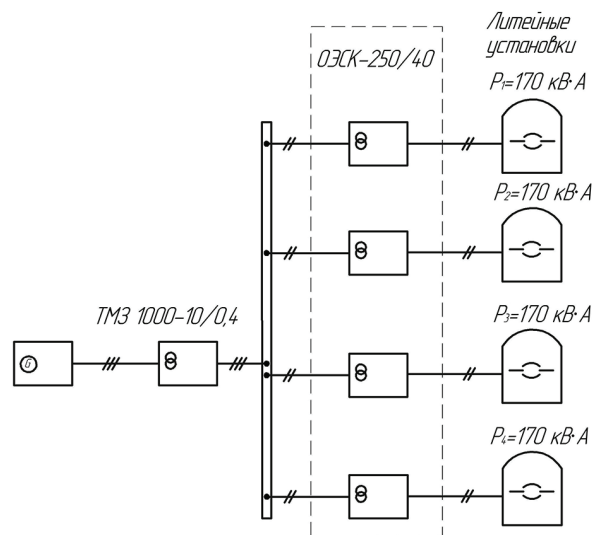 Литейные
установки
ОЭСК-250/40
P₁=170 кВ·А
P₂=170 кВ·А
ТМЗ 1000-10/0,4
P₃=170 кВ·А
G
P₄=170 кВ·А